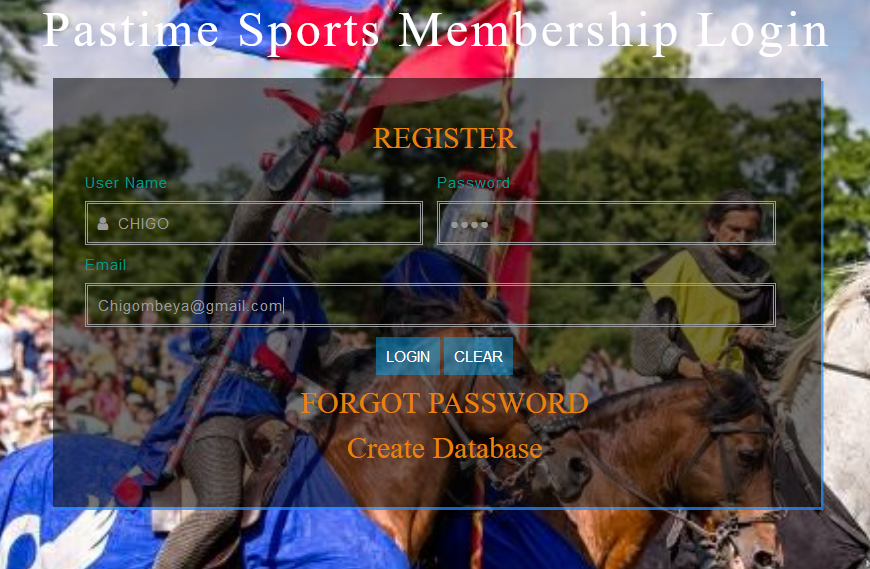 Pastime Sports Membership Login
REGISTER
User Name
Password
CHIGO
••••
Email
Chigombeya@gmail.com
LOGIN
CLEAR
FORGOT PASSWORD
Create Database